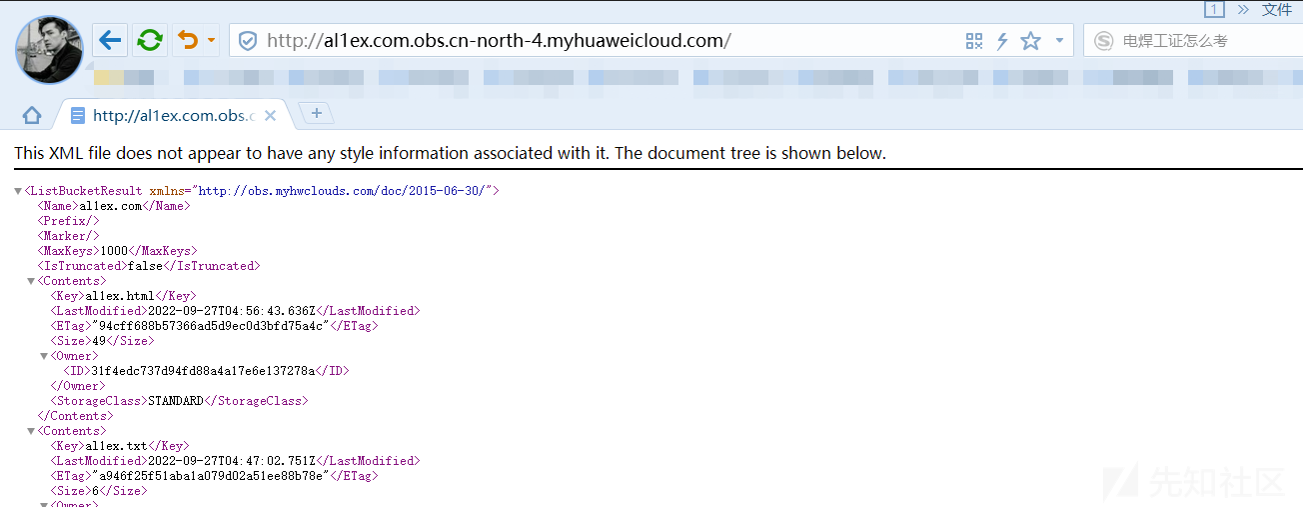 1 » 文件
http://al1ex.com.obs.cn-north-4.myhuaweicloud.com/
电焊工证怎么考
http://al1ex.com.obs.c
This XML file does not appear to have any style information associated with it. The document tree is shown below.
▼<ListBucketResult xmlns="http://obs.myhwclouds.com/doc/2015-06-30/">
<Name>al1ex.com</Name>
<Prefix/>
<Marker/>
<MaxKeys>1000</MaxKeys>
<IsTruncated>false</IsTruncated>
▼<Contents>
<Key>al1ex.html</Key>
<LastModified>2022-09-27T04:56:43.636Z</LastModified>
<ETag>"94cff688b57366ad5d9ec0d3bfd75a4c"</ETag>
<Size>49</Size>
▼<Owner>
<ID>31f4edc737d94fd88a4a17e6e137278a</ID>
</Owner>
<StorageClass>STANDARD</StorageClass>
</Contents>
▼<Contents>
<Key>al1ex.txt</Key>
<LastModified>2022-09-27T04:47:02.751Z</LastModified>
<ETag>"a946f25f51aba1a079d02a51ee88b78e"</ETag>
<Size>6</Size>
▼<Owner>
先知社区